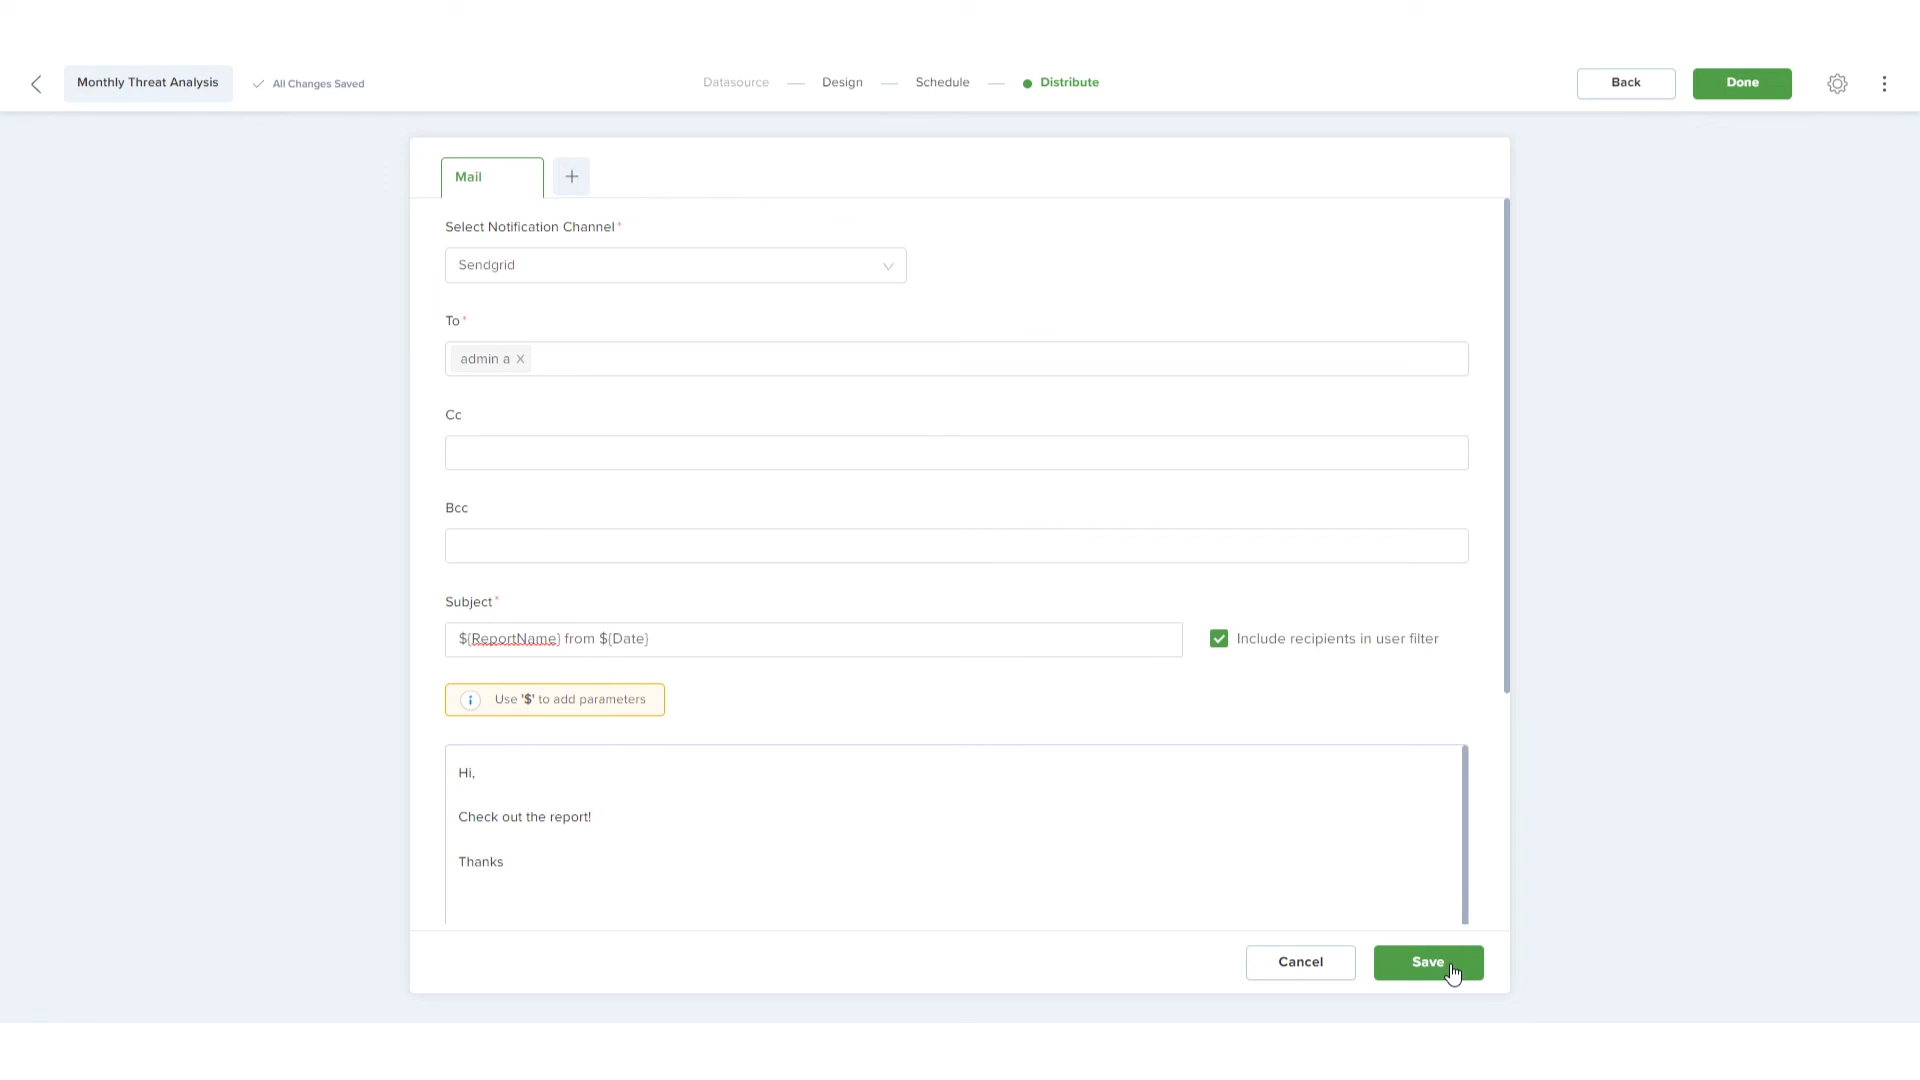 Monthly Threat Analysis
All Changes Saved
Datasource
Design
Schedule
Distribute
Back
Done
Mail
+
Select Notification Channel*
Sendgrid
To*
admin a X
Cc
Bcc
Subject*
${ReportName} from ${Date}
Include recipients in user filter
i Use '$' to add parameters
Hi,
Check out the report!
Thanks
Cancel
Save